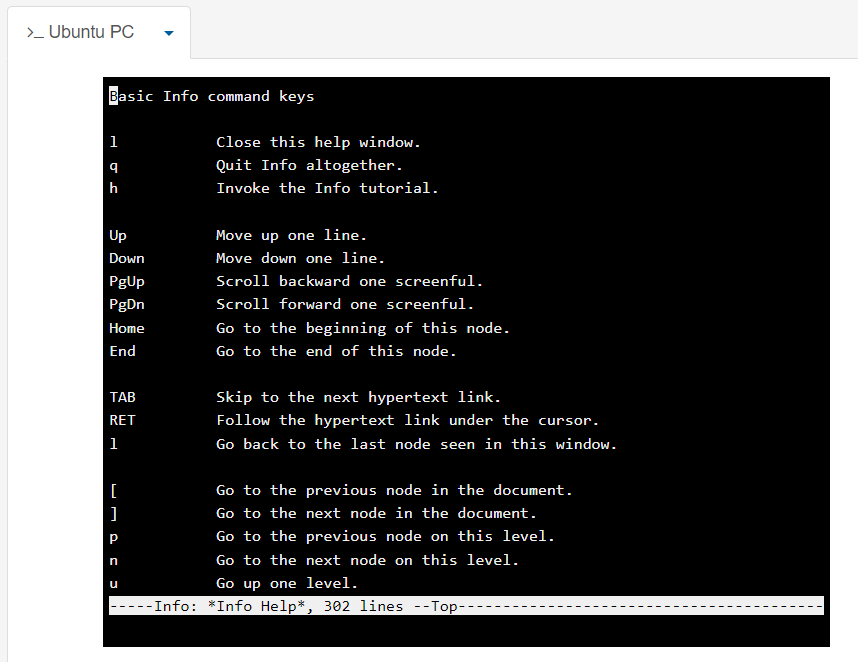 >_ Ubuntu PC
Basic Info command keys
l Close this help window.
q Quit Info altogether.
h Invoke the Info tutorial.
Up Move up one line.
Down Move down one line.
PgUp Scroll backward one screenful.
PgDn Scroll forward one screenful.
Home Go to the beginning of this node.
End Go to the end of this node.
TAB Skip to the next hypertext link.
RET Follow the hypertext link under the cursor.
l Go back to the last node seen in this window.
[ Go to the previous node in the document.
] Go to the next node in the document.
p Go to the previous node on this level.
n Go to the next node on this level.
u Go up one level.
-----Info: *Info Help*, 302 lines --Top-----------------------------------------